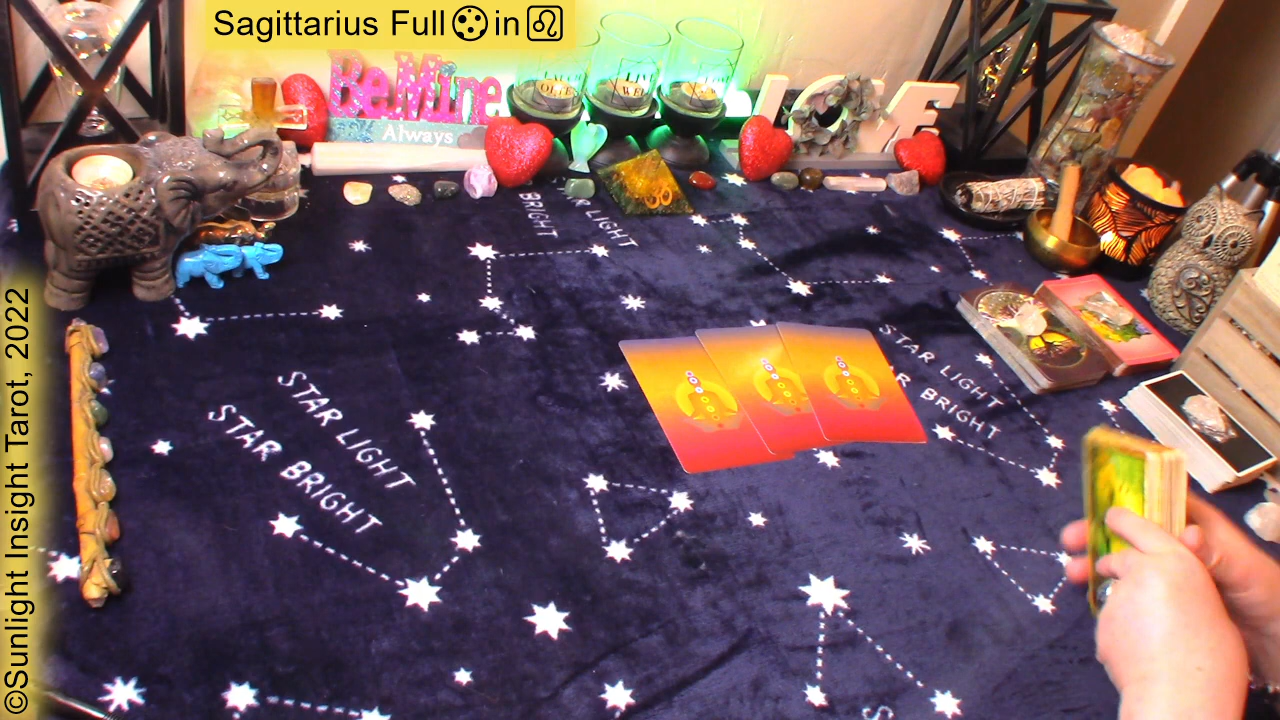 Sagittarius Full in
Be Mine
Always
LOVE
BRIGHT
R LIGHT
STAR LIGHT
R BRIGHT
STAR LIGHT
STAR BRIGHT
©Sunlight Insight Tarot, 2022